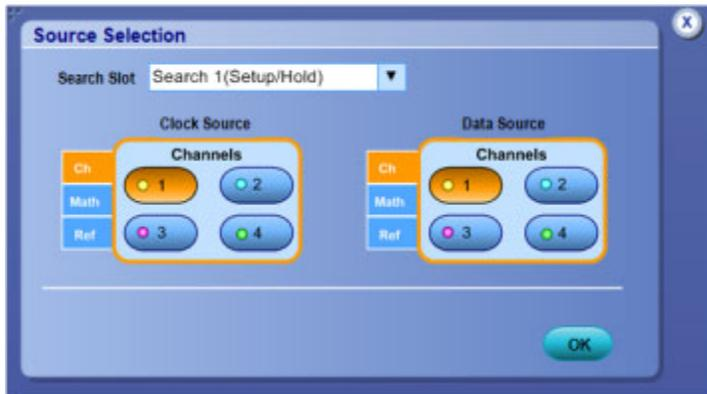 Source Selection
X
Search Slot Search 1(Setup/Hold)
Clock Source
Data Source
Channels
Ch
Math
Ref
1
2
3
4
Channels
Ch
Math
Ref
1
2
3
4
OK